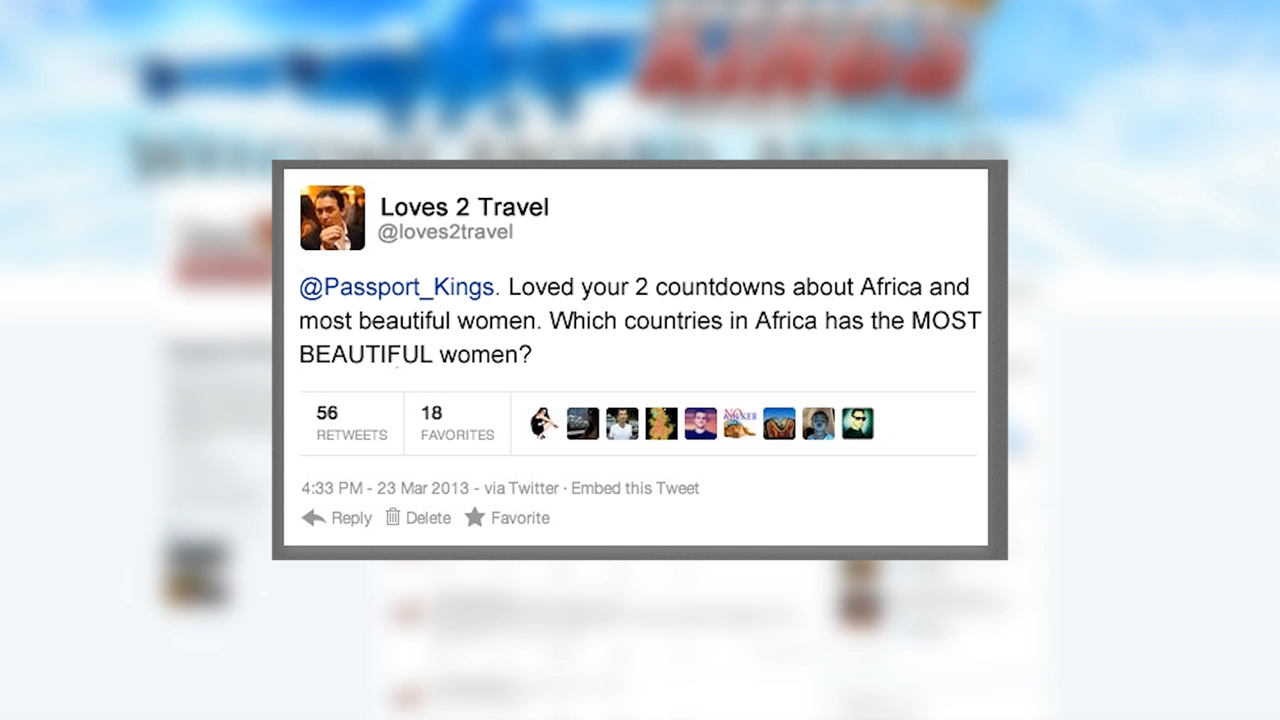 Loves 2 Travel
@loves2travel
@Passport_Kings. Loved your 2 countdowns about Africa and
most beautiful women. Which countries in Africa has the MOST
BEAUTIFUL women?
56
RETWEETS
18
FAVORITES
4:33 PM - 23 Mar 2013 - via Twitter · Embed this Tweet
Reply Delete Favorite